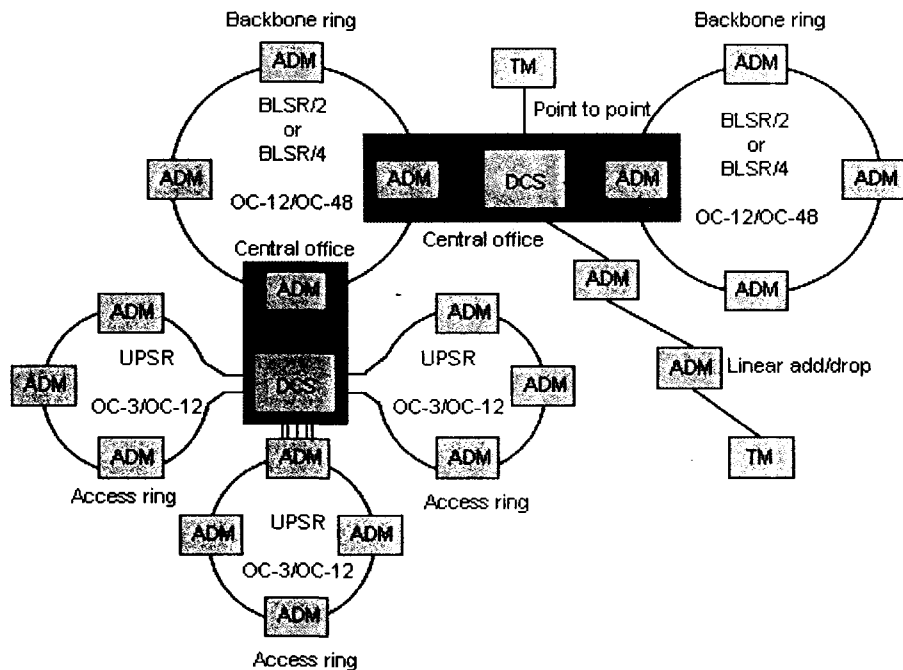 Backbone ring
Backbone ring
ADM
TM
ADM
Point to point
BLSR/2
or
BLSR/4
BLSR/2
or
BLSR/4
ADM
ADM
DCS
ADM
ADM
OC-12/OC-48
OC-12/OC-48
Central office
Central office
ADM
ADM
ADM
ADM
ADM
UPSR
UPSR
ADM
Linear add/drop
ADM
DCS
ADM
OC-3/OC-12
OC-3/OC-12
ADM
ADM
ADM
TM
Access ring
Access ring
ADM
UPSR
ADM
OC-3/OC-12
ADM
Access ring